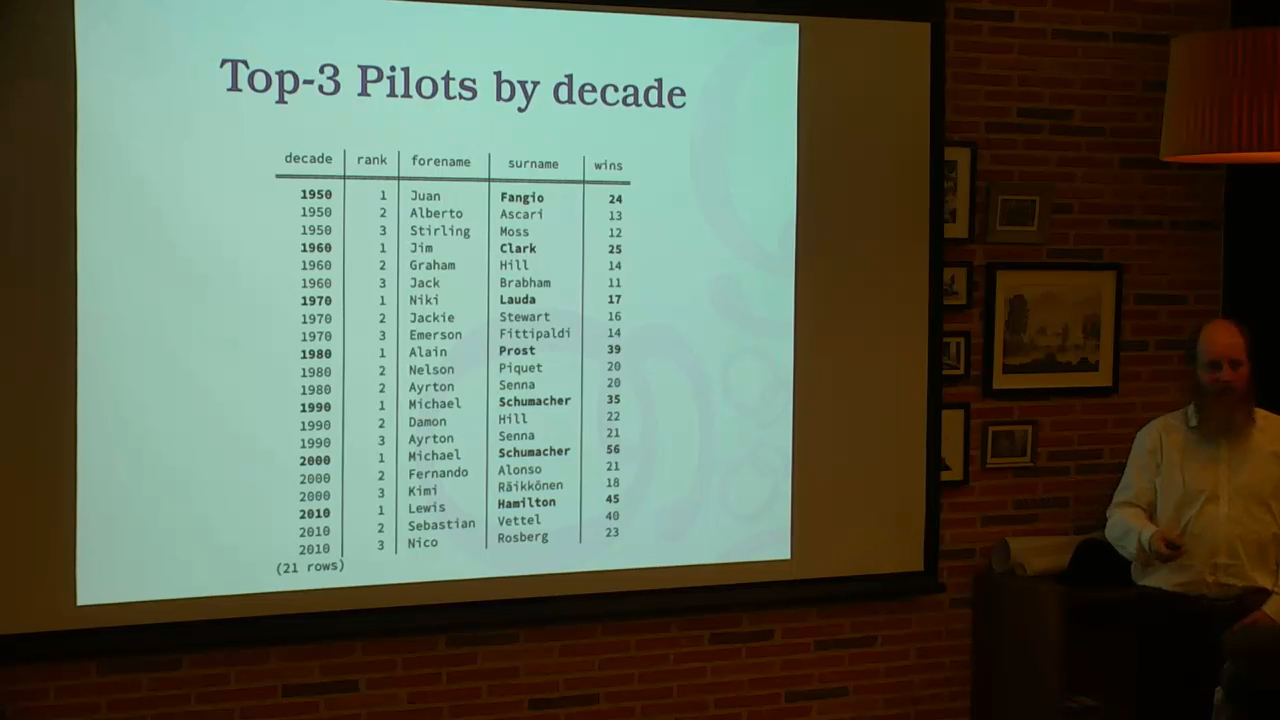 Top-3 Pilots by decade
decade | rank | forename | surname | wins
1950 | 1 | Juan | Fangio | 24
1950 | 2 | Alberto | Ascari | 13
1950 | 3 | Stirling | Moss | 12
1960 | 1 | Jim | Clark | 25
1960 | 2 | Graham | Hill | 14
1960 | 3 | Jack | Brabham | 11
1970 | 1 | Niki | Lauda | 17
1970 | 2 | Jackie | Stewart | 16
1970 | 3 | Emerson | Fittipaldi | 14
1980 | 1 | Alain | Prost | 39
1980 | 2 | Nelson | Piquet | 20
1980 | 2 | Ayrton | Senna | 20
1990 | 1 | Michael | Schumacher | 35
1990 | 2 | Damon | Hill | 22
1990 | 3 | Ayrton | Senna | 21
2000 | 1 | Michael | Schumacher | 56
2000 | 2 | Fernando | Alonso | 21
2000 | 3 | Kimi | Räikkönen | 18
2010 | 1 | Lewis | Hamilton | 45
2010 | 2 | Sebastian | Vettel | 40
2010 | 3 | Nico | Rosberg | 23
(21 rows)